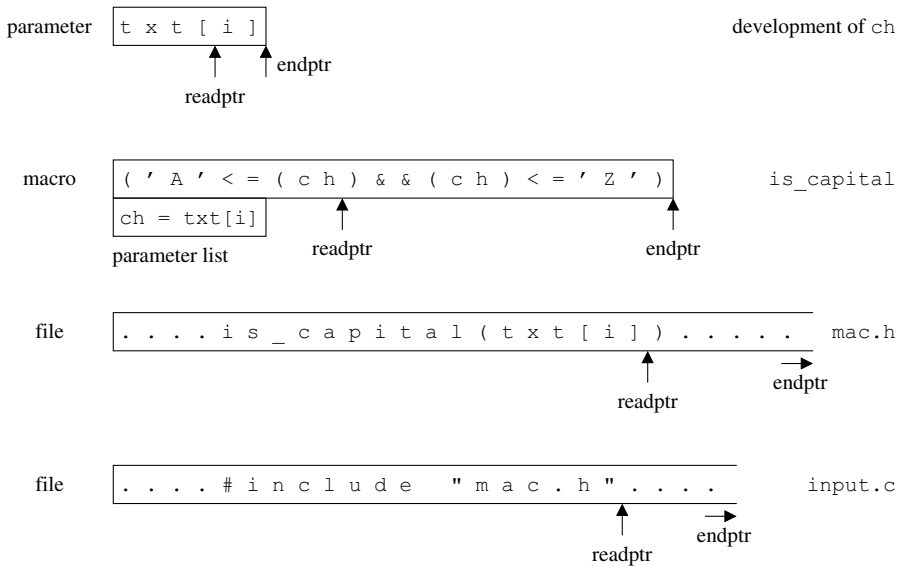 parameter t x t [ i ] development of ch
endptr
readptr
macro ( ' A ' < = ( c h ) & & ( c h ) < = ' Z ' ) is_capital
ch = txt[i]
parameter list readptr endptr
file . . . . i s _ c a p i t a l ( t x t [ i ] ) . . . . . mac.h
endptr
readptr
file . . . . # i n c l u d e " m a c . h " . . . . input.c
endptr
readptr